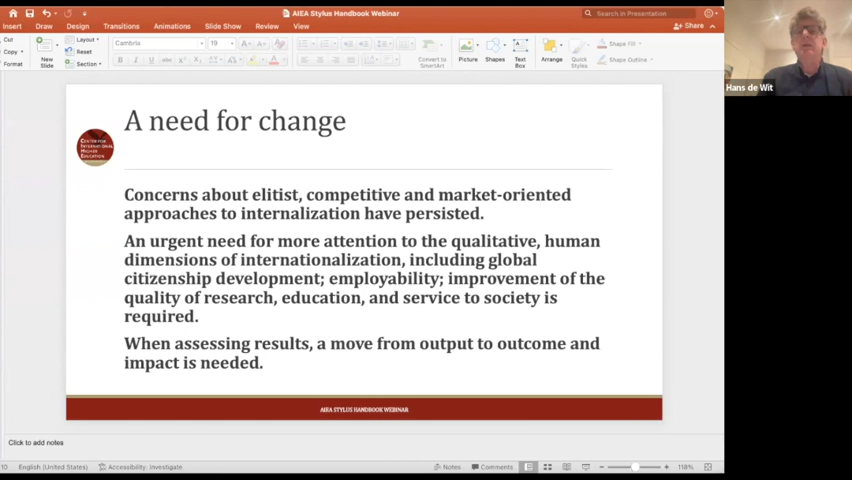 AIEA Stylus Handbook Webinar
Search in Presentation
Insert Draw Design Transitions Animations Slide Show Review View
Share
Cut
Copy
Format
New Slide
Layout
Reset
Section
Cambria
19
Convert to SmartArt
Picture
Shapes
Text Box
Arrange
Quick Styles
Shape Fill
Shape Outline
Hans de Wit
A need for change
CENTER FOR
INTERNATIONAL
HIGHER
EDUCATION
Concerns about elitist, competitive and market-oriented
approaches to internalization have persisted.
An urgent need for more attention to the qualitative, human
dimensions of internationalization, including global
citizenship development; employability; improvement of the
quality of research, education, and service to society is
required.
When assessing results, a move from output to outcome and
impact is needed.
AIEA STYLUS HANDBOOK WEBINAR
Click to add notes
10 English (United States) Accessibility: Investigate Notes Comments 118%